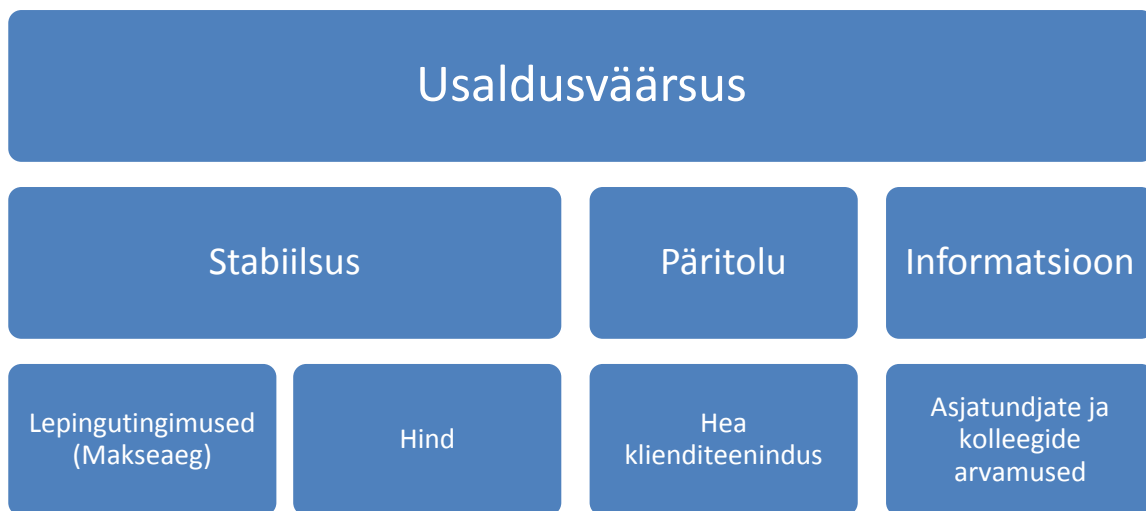 Usaldusväärsus
Stabiilsus
Päritolu
Informatsioon
Lepingutingimused
(Makseaeg)
Hind
Hea
klienditeenindus
Asjatundjate ja
kolleegide
arvamused